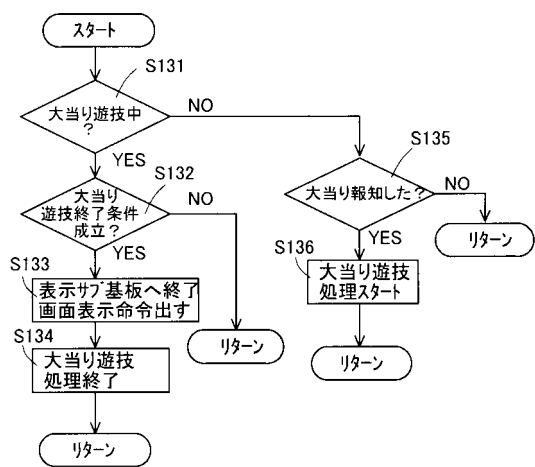 スタート
S131
大当り遊技中
?
NO
YES
S132
大当り
遊技終了条件
成立?
NO
YES
S133
表示サブ基板へ終了
画面表示命令出す
S134
大当り遊技
処理終了
リターン
リターン
S135
大当り報知した?
NO
YES
リターン
S136
大当り遊技
処理スタート
リターン